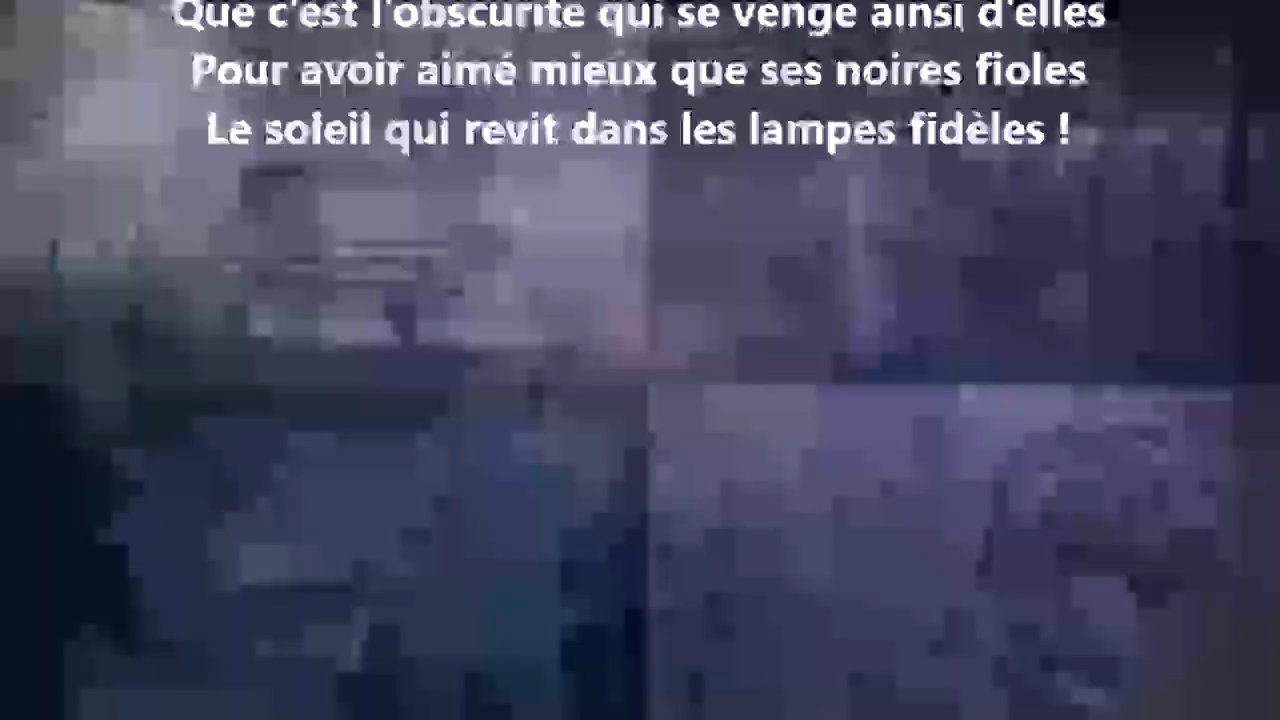 Que c'est l'obscurité qui se venge ainsi d'elles
Pour avoir aimé mieux que ses noires fioles
Le soleil qui revit dans les lampes fidèles !